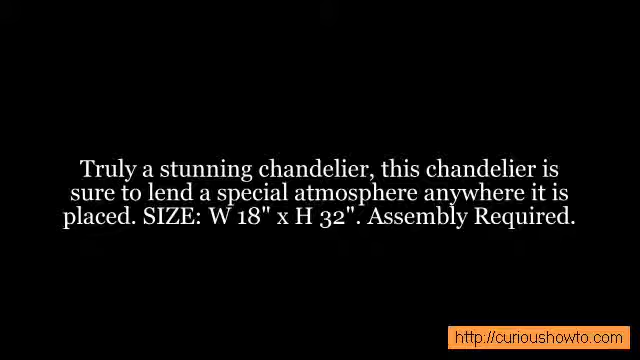 Truly a stunning chandelier, this chandelier is
sure to lend a special atmosphere anywhere it is
placed. SIZE: W 18" x H 32". Assembly Required.
http://curioushowto.com